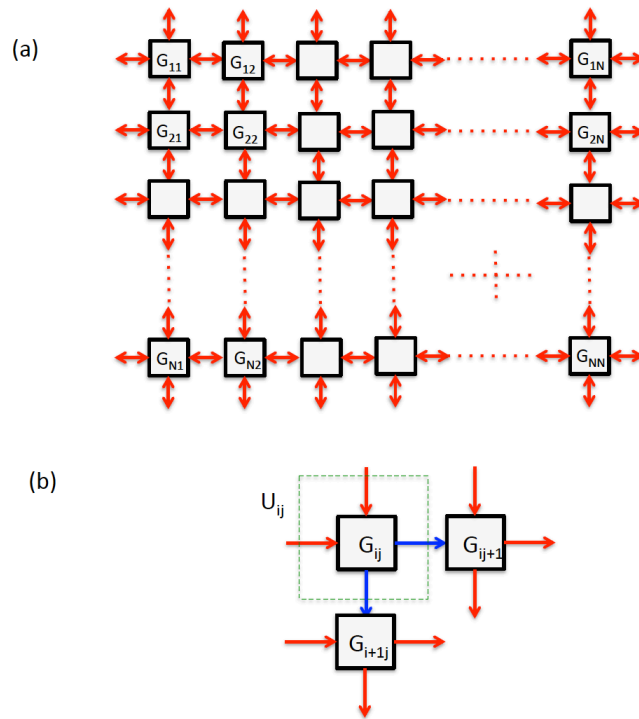 (a)
G11 G12 G1N
G21 G22 G2N
GN1 GN2 GNN
(b)
Uij
Gij Gij+1
Gi+1j